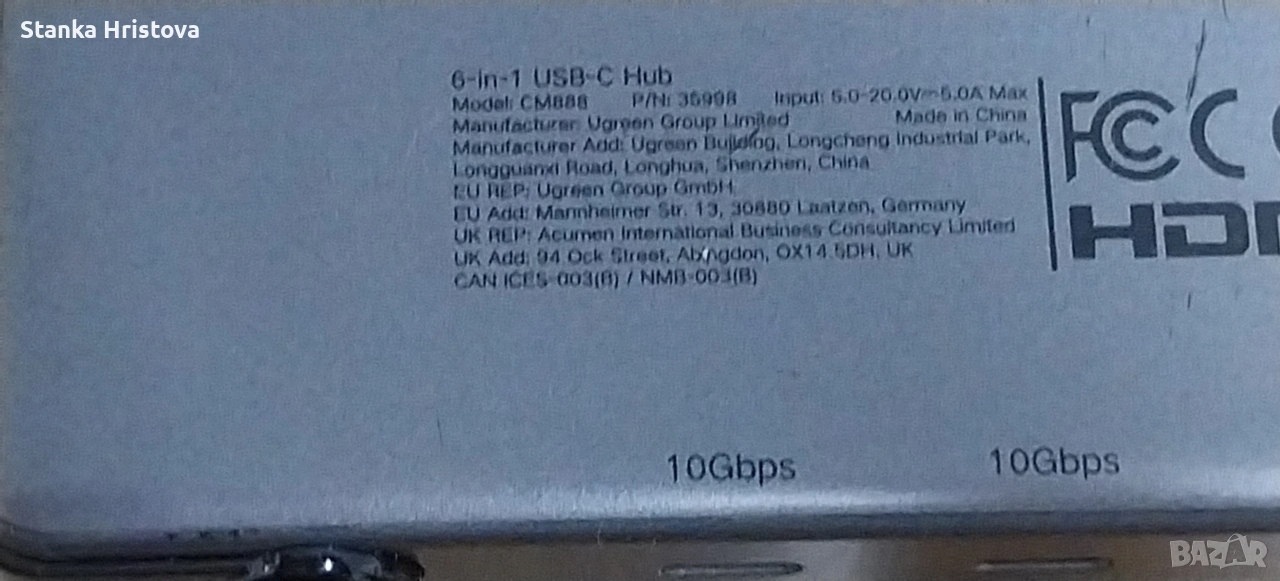 Stanka Hristova
6-in-1 USB-C Hub
Model: CM888 P/N: 35998 Input: 5.0-20.0V⎓5.0A Max
Manufacturer: Ugreen Group Limited Made in China
Manufacturer Add: Ugreen Building, Longcheng Industrial Park,
Longguanxi Road, Longhua, Shenzhen, China
EU REP: Ugreen Group GmbH
EU Add: Mannheimer Str. 13, 30880 Laatzen, Germany
UK REP: Acumen International Business Consultancy Limited
UK Add: 94 Ock Street, Abingdon, OX14 5DH, UK
CAN ICES-003(B) / NMB-003(B)
FCC
HD
10Gbps 10Gbps
BAZAR